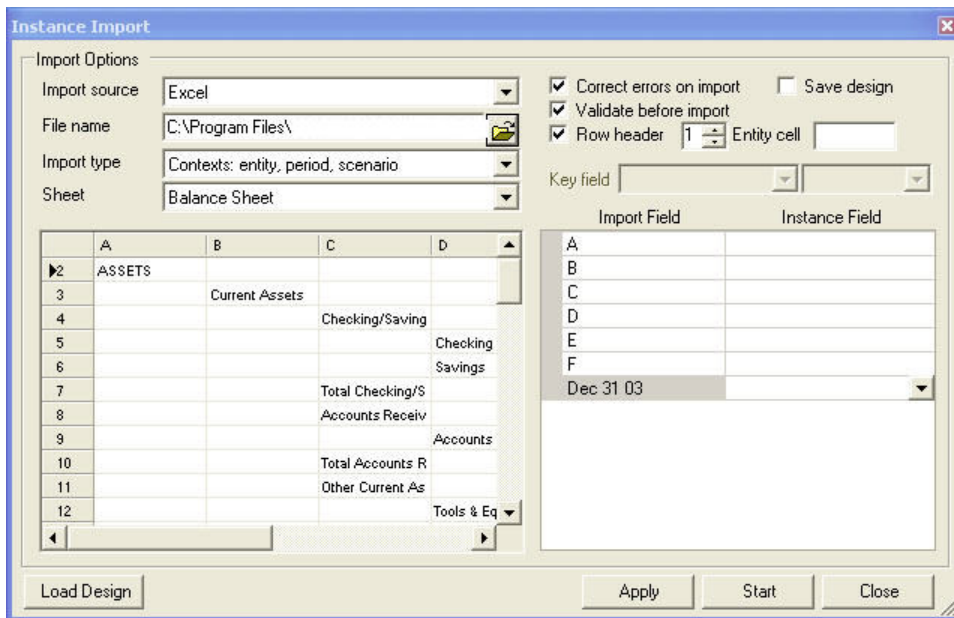 Instance Import
Import Options
Import source Excel
File name C:\Program Files\
Import type Contexts: entity, period, scenario
Sheet Balance Sheet
Correct errors on import Save design
Validate before import
Row header 1 Entity cell
Key field
Import Field Instance Field
A B C D
2 ASSETS
3 Current Assets
4 Checking/Saving
5 Checking
6 Savings
7 Total Checking/S
8 Accounts Receiv
9 Accounts
10 Total Accounts R
11 Other Current As
12 Tools & Eq
A
B
C
D
E
F
Dec 31 03
Load Design Apply Start Close